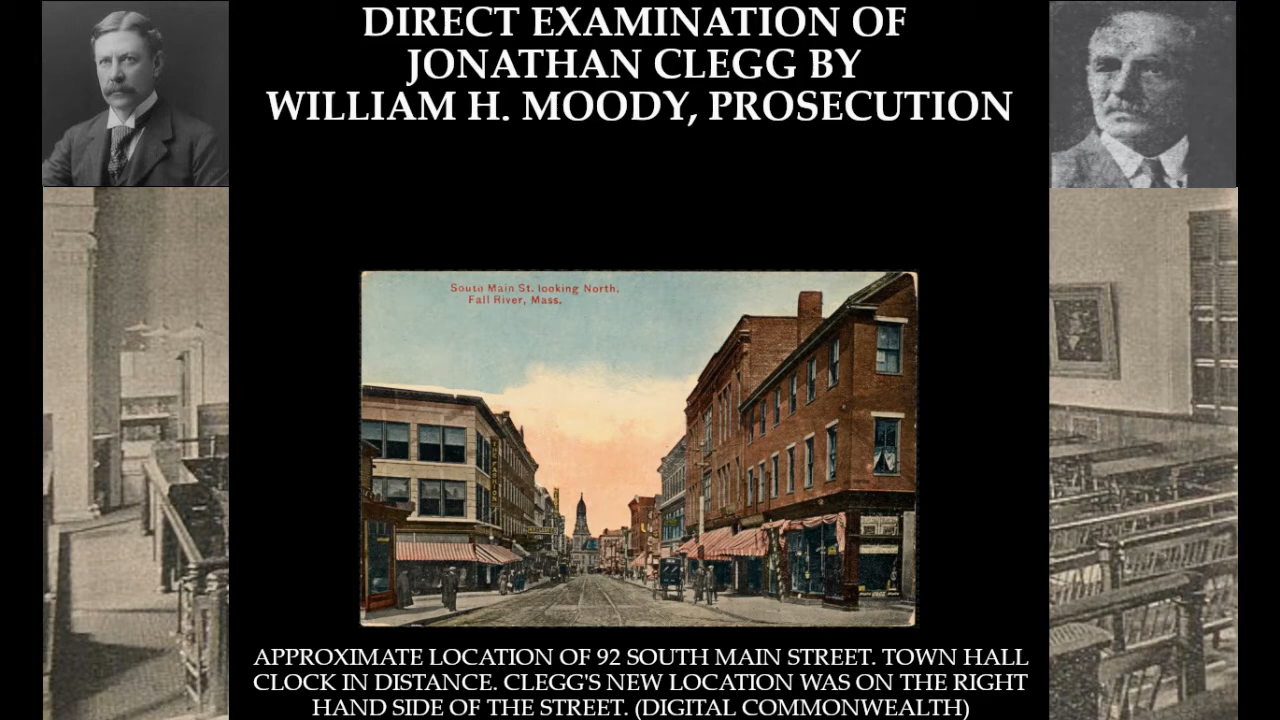 DIRECT EXAMINATION OF
JONATHAN CLEGG BY
WILLIAM H. MOODY, PROSECUTION
South Main St. looking North,
Fall River, Mass.
APPROXIMATE LOCATION OF 92 SOUTH MAIN STREET. TOWN HALL
CLOCK IN DISTANCE. CLEGG'S NEW LOCATION WAS ON THE RIGHT
HAND SIDE OF THE STREET. (DIGITAL COMMONWEALTH)